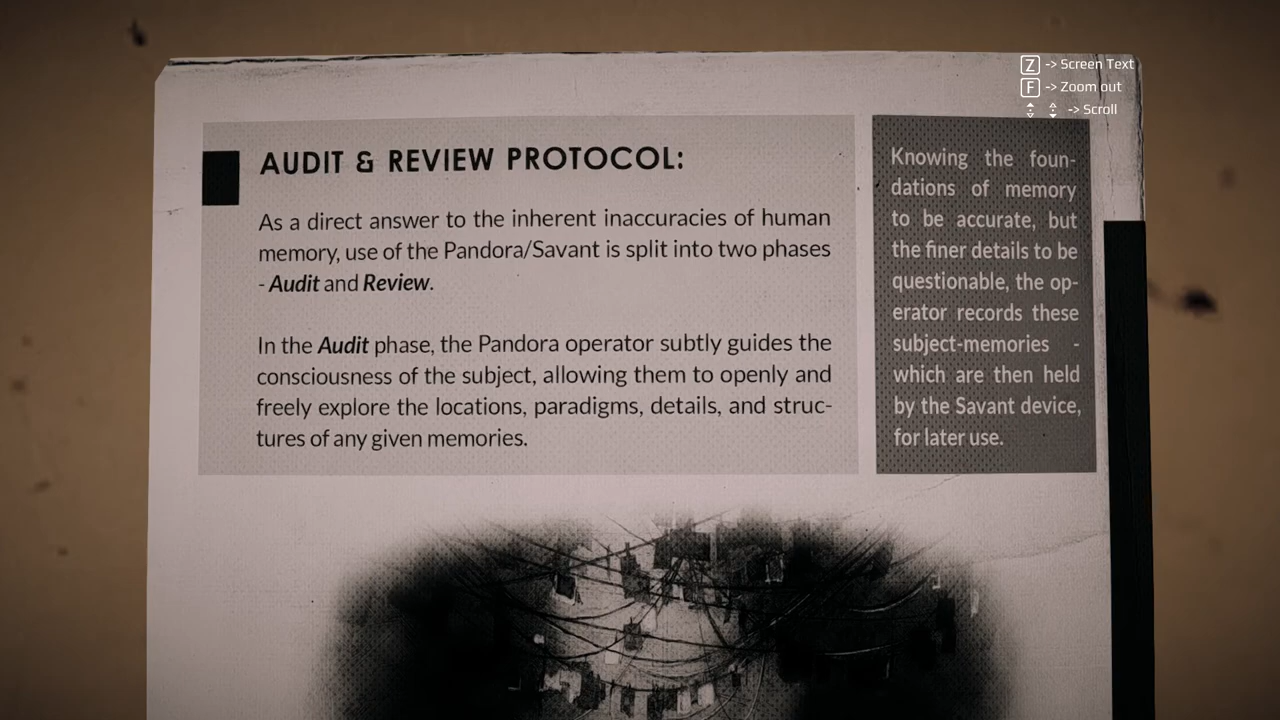 Z -> Screen Text
F -> Zoom out
-> Scroll
AUDIT & REVIEW PROTOCOL:
As a direct answer to the inherent inaccuracies of human
memory, use of the Pandora/Savant is split into two phases
- Audit and Review.
In the Audit phase, the Pandora operator subtly guides the
consciousness of the subject, allowing them to openly and
freely explore the locations, paradigms, details, and struc-
tures of any given memories.
Knowing the foun-
dations of memory
to be accurate, but
the finer details to be
questionable, the op-
erator records these
subject-memories -
which are then held
by the Savant device,
for later use.